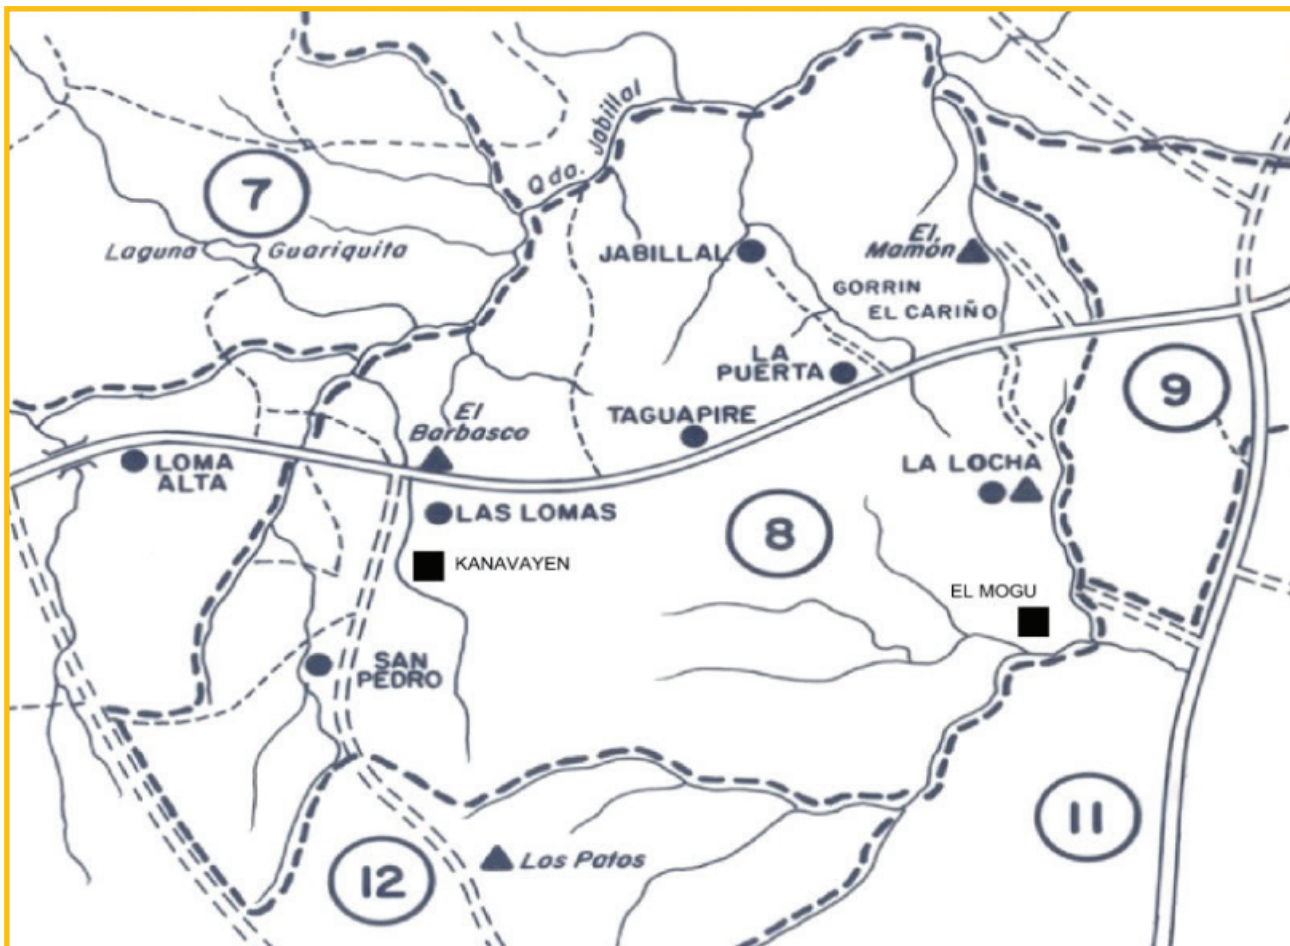 Qda. Jabillal
7
Laguna Guariquita
JABILLAL
El
Mamón
GORRIN
EL CARIÑO
LA
PUERTA
9
El
Barbasco
TAGUAPIRE
LOMA
ALTA
LA LOCHA
LAS LOMAS
8
KANAVAYEN
EL MOGU
SAN
PEDRO
11
12
Los Patos